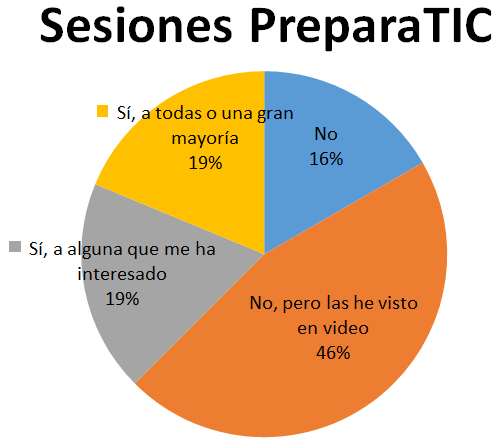 Sesiones PreparaTIC
Sí, a todas o una gran
mayoría
19%
No
16%
Sí, a alguna que me ha
interesado
19%
No, pero las he visto
en video
46%